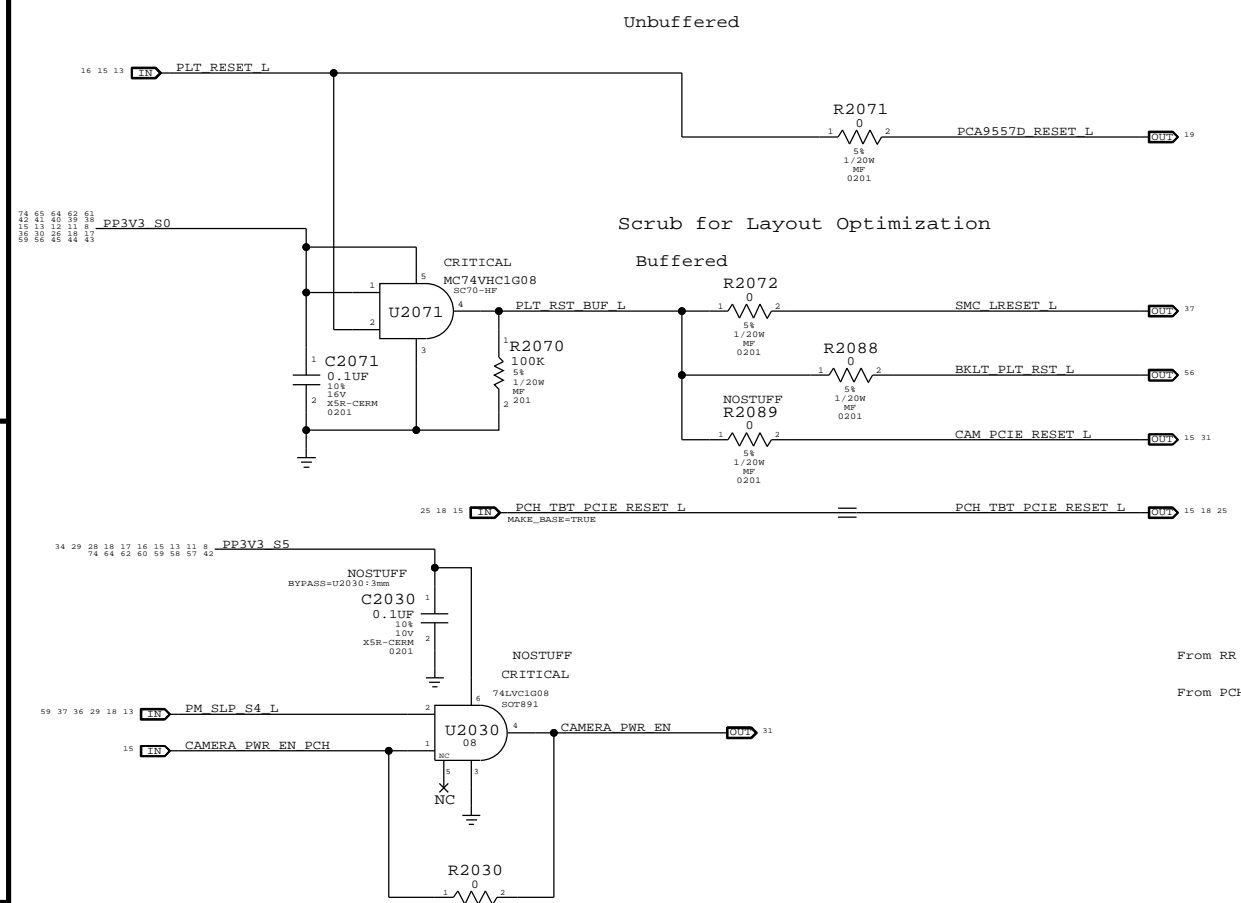 Unbuffered
16 15 13 IN PLT_RESET_L
R2071
0
1 2 PCA9557D_RESET_L OUT 19
5%
1/20W
MF
0201
74 65 64 62 61
42 41 40 39 38
15 13 12 11 8 PP3V3_S0
36 30 26 18 17
59 56 45 44 43
Scrub for Layout Optimization
Buffered
CRITICAL
MC74VHC1G08
SC70-HF
5
1
U2071 4 PLT_RST_BUF_L
2
3
R2072
0
1 2 SMC_LRESET_L OUT 37
5%
1/20W
MF
0201
1
C2071
0.1UF
10%
16V
2 X5R-CERM
0201
1 R2070
100K
5%
1/20W
MF
2 201
R2088
0
1 2 BKLT_PLT_RST_L OUT 56
5%
1/20W
MF
0201
NOSTUFF
R2089
0
1 2 CAM_PCIE_RESET_L OUT 15 31
5%
1/20W
MF
0201
25 18 15 IN PCH_TBT_PCIE_RESET_L PCH_TBT_PCIE_RESET_L OUT 15 18 25
MAKE_BASE=TRUE
34 29 28 18 17 16 15 13 11 8 PP3V3_S5
74 64 62 60 59 58 57 42
NOSTUFF
BYPASS=U2030:3mm
C2030 1
0.1UF
10%
10V
X5R-CERM 2
0201
NOSTUFF
CRITICAL
74LVC1G08
SOT891
6
From RR
From PCH
59 37 36 29 18 13 IN PM_SLP_S4_L 2
U2030 4 CAMERA_PWR_EN OUT 31
08
15 IN CAMERA_PWR_EN_PCH 1
NC
5 3
NC
R2030
0
1 2